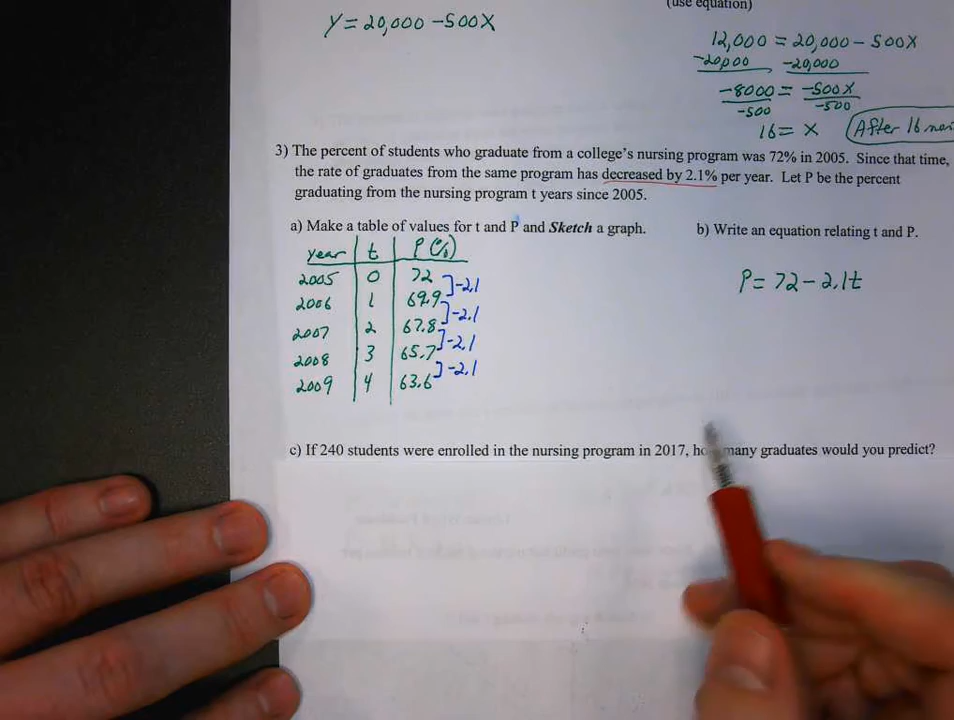 (use equation)
Y = 20,000 - 500X
12,000 = 20,000 - 500X
-20,000 -20,000
-8000 = -500X
-500 -500
16 = X (After 16
3) The percent of students who graduate from a college's nursing program was 72% in 2005. Since that time,
the rate of graduates from the same program has decreased by 2.1% per year. Let P be the percent
graduating from the nursing program t years since 2005.
a) Make a table of values for t and P and Sketch a graph.
b) Write an equation relating t and P.
year t P(%)
2005 0 72
]-2.1
2006 1 69.9
]-2.1
2007 2 67.8
]-2.1
2008 3 65.7
]-2.1
2009 4 63.6
P = 72 - 2.1t
c) If 240 students were enrolled in the nursing program in 2017, many graduates would you predict?